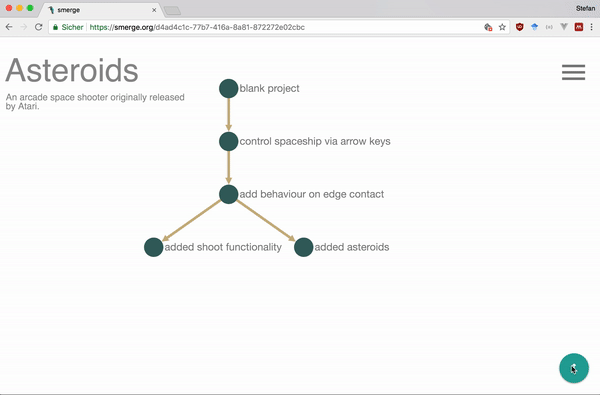 smerge
Stefan
Sicher
https://smerge.org/d4ad4c1c-77b7-416a-8a81-872272e02cbc
Asteroids
An arcade space shooter originally released
by Atari.
blank project
control spaceship via arrow keys
add behaviour on edge contact
added shoot functionality
added asteroids